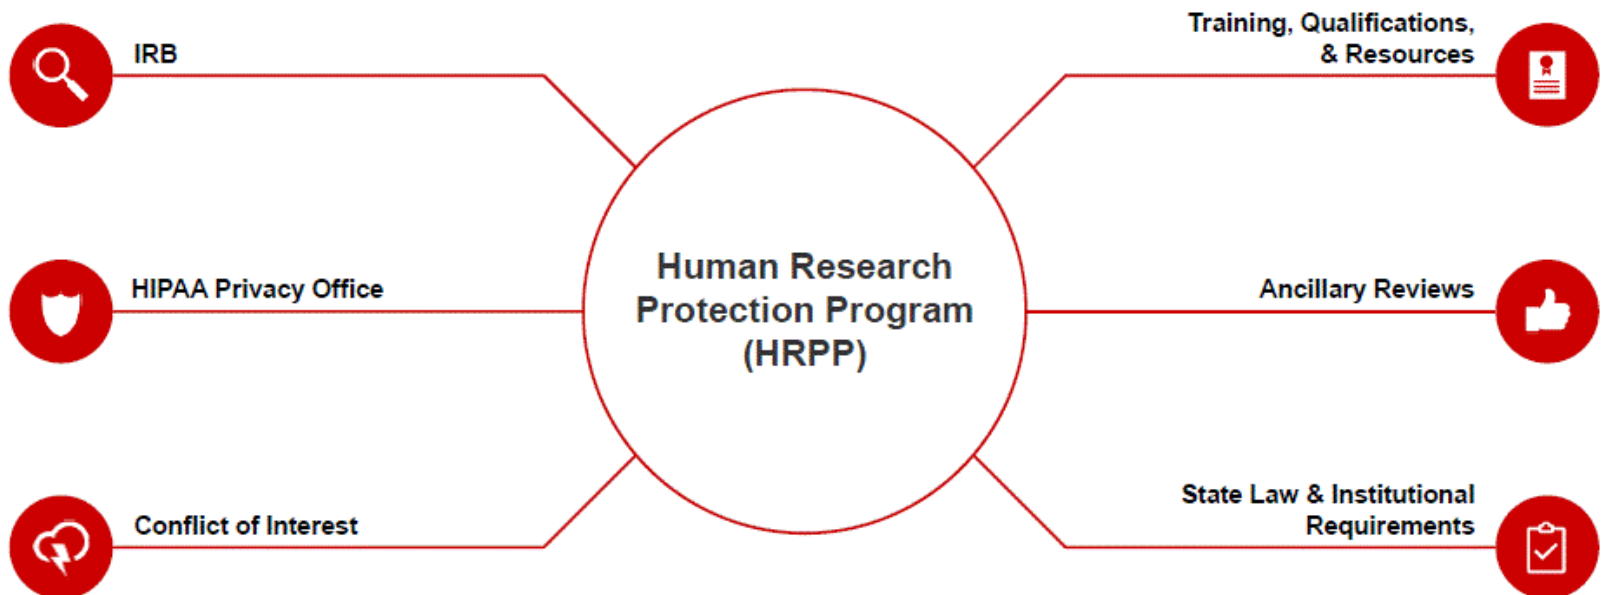 IRB
Training, Qualifications,
& Resources
HIPAA Privacy Office
Human Research
Protection Program
(HRPP)
Ancillary Reviews
Conflict of Interest
State Law & Institutional
Requirements